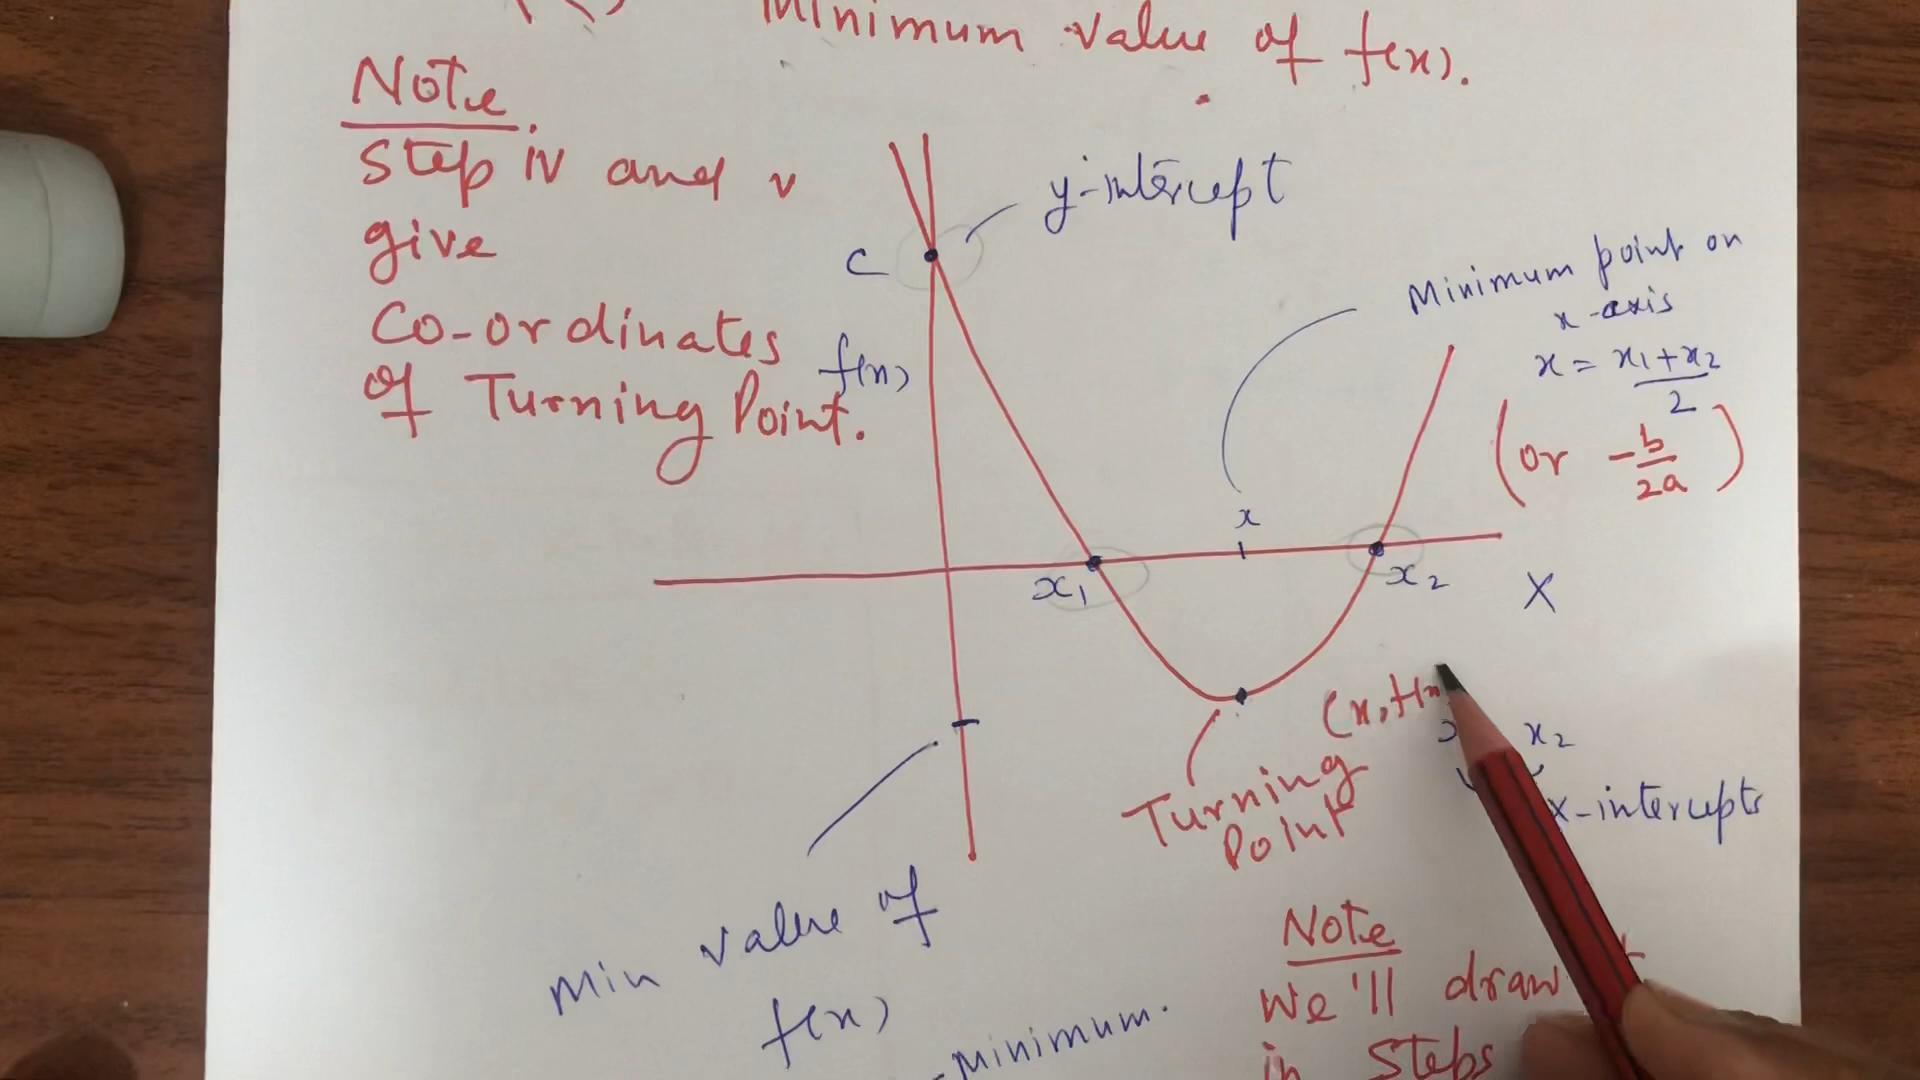 Minimum value of f(x).
Note
Step iv and v
give
Co-ordinates
of Turning Point.
y-intercept
C
f(x)
Minimum point on
x-axis
x = x₁+x₂
2
(or -b/2a)
x
x₁
x₂
X
(x, f(x
x₂
x-intercepts
Turning
Point
Min value of
f(x)
-Minimum.
Note
We'll draw
in steps